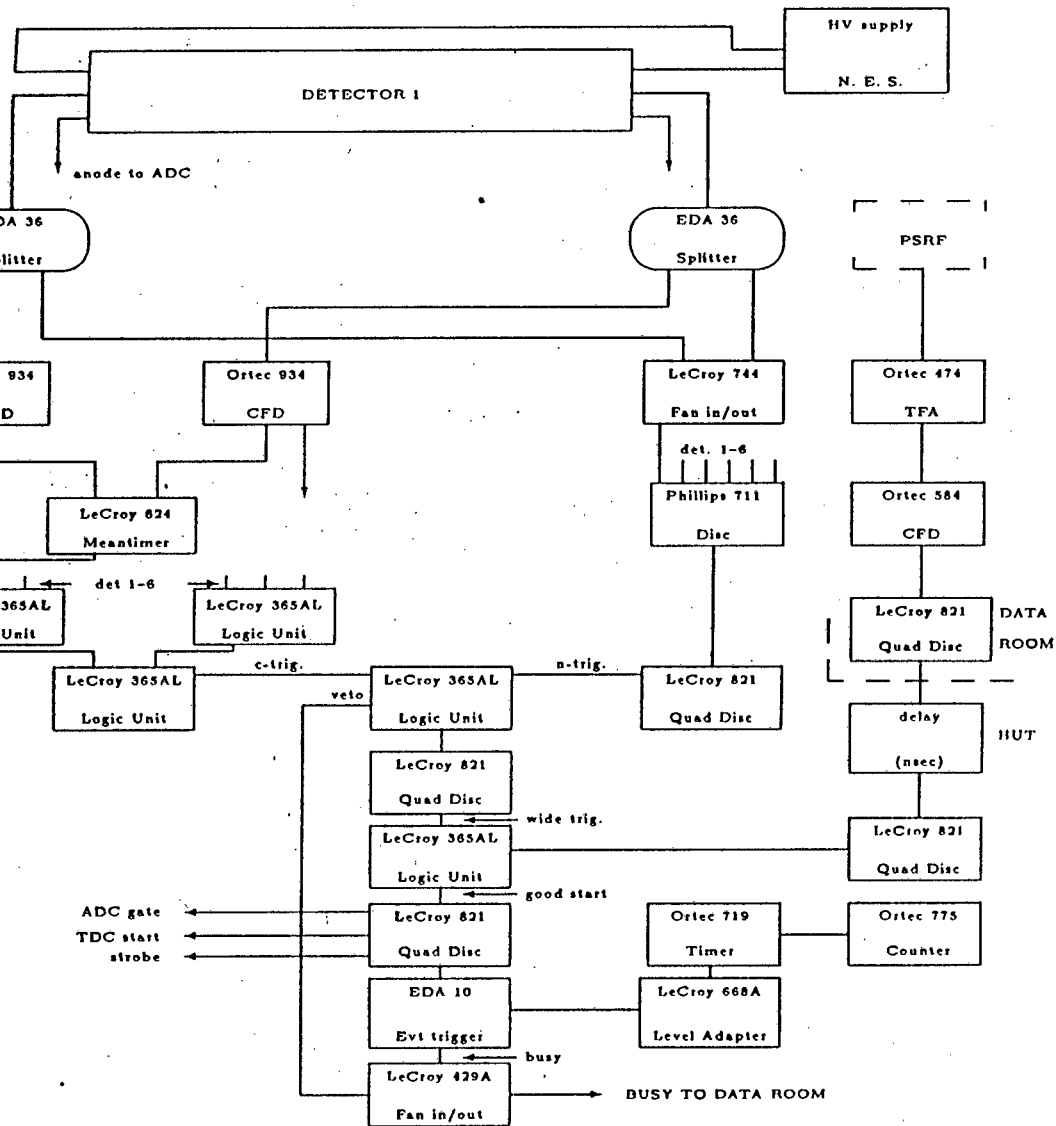 HV supply
N. E. S.
DETECTOR 1
anode to ADC
DA 36
litter
EDA 36
Splitter
PSRF
934
D
Ortec 934
CFD
LeCroy 744
Fan in/out
Ortec 474
TFA
det. 1-6
LeCroy 624
Meantimer
Phillips 711
Disc
Ortec 584
CFD
det 1-6
365AL
Unit
LeCroy 365AL
Logic Unit
LeCroy 821
Quad Disc
DATA
ROOM
LeCroy 365AL
Logic Unit
c-trig.
veto
LeCroy 365AL
Logic Unit
n-trig.
LeCroy 821
Quad Disc
delay
(nsec)
HUT
LeCroy 821
Quad Disc
wide trig.
LeCroy 365AL
Logic Unit
LeCroy 821
Quad Disc
good start
ADC gate
TDC start
strobe
LeCroy 821
Quad Disc
Ortec 719
Timer
Ortec 775
Counter
EDA 10
Evt trigger
LeCroy 668A
Level Adapter
busy
LeCroy 429A
Fan in/out
BUSY TO DATA ROOM